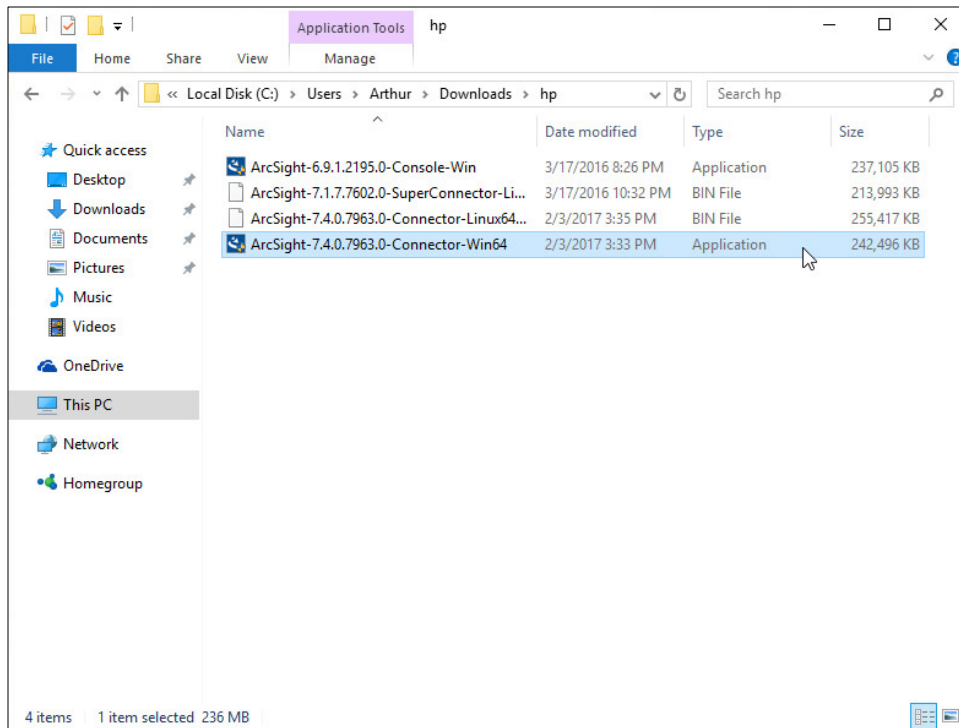 Application Tools hp
File Home Share View Manage
« Local Disk (C:) > Users > Arthur > Downloads > hp Search hp
Name Date modified Type Size
Quick access
Desktop
Downloads
Documents
Pictures
Music
Videos
OneDrive
This PC
Network
Homegroup
ArcSight-6.9.1.2195.0-Console-Win 3/17/2016 8:26 PM Application 237,105 KB
ArcSight-7.1.7.7602.0-SuperConnector-Li... 3/17/2016 10:32 PM BIN File 213,993 KB
ArcSight-7.4.0.7963.0-Connector-Linux64... 2/3/2017 3:35 PM BIN File 255,417 KB
ArcSight-7.4.0.7963.0-Connector-Win64 2/3/2017 3:33 PM Application 242,496 KB
4 items 1 item selected 236 MB